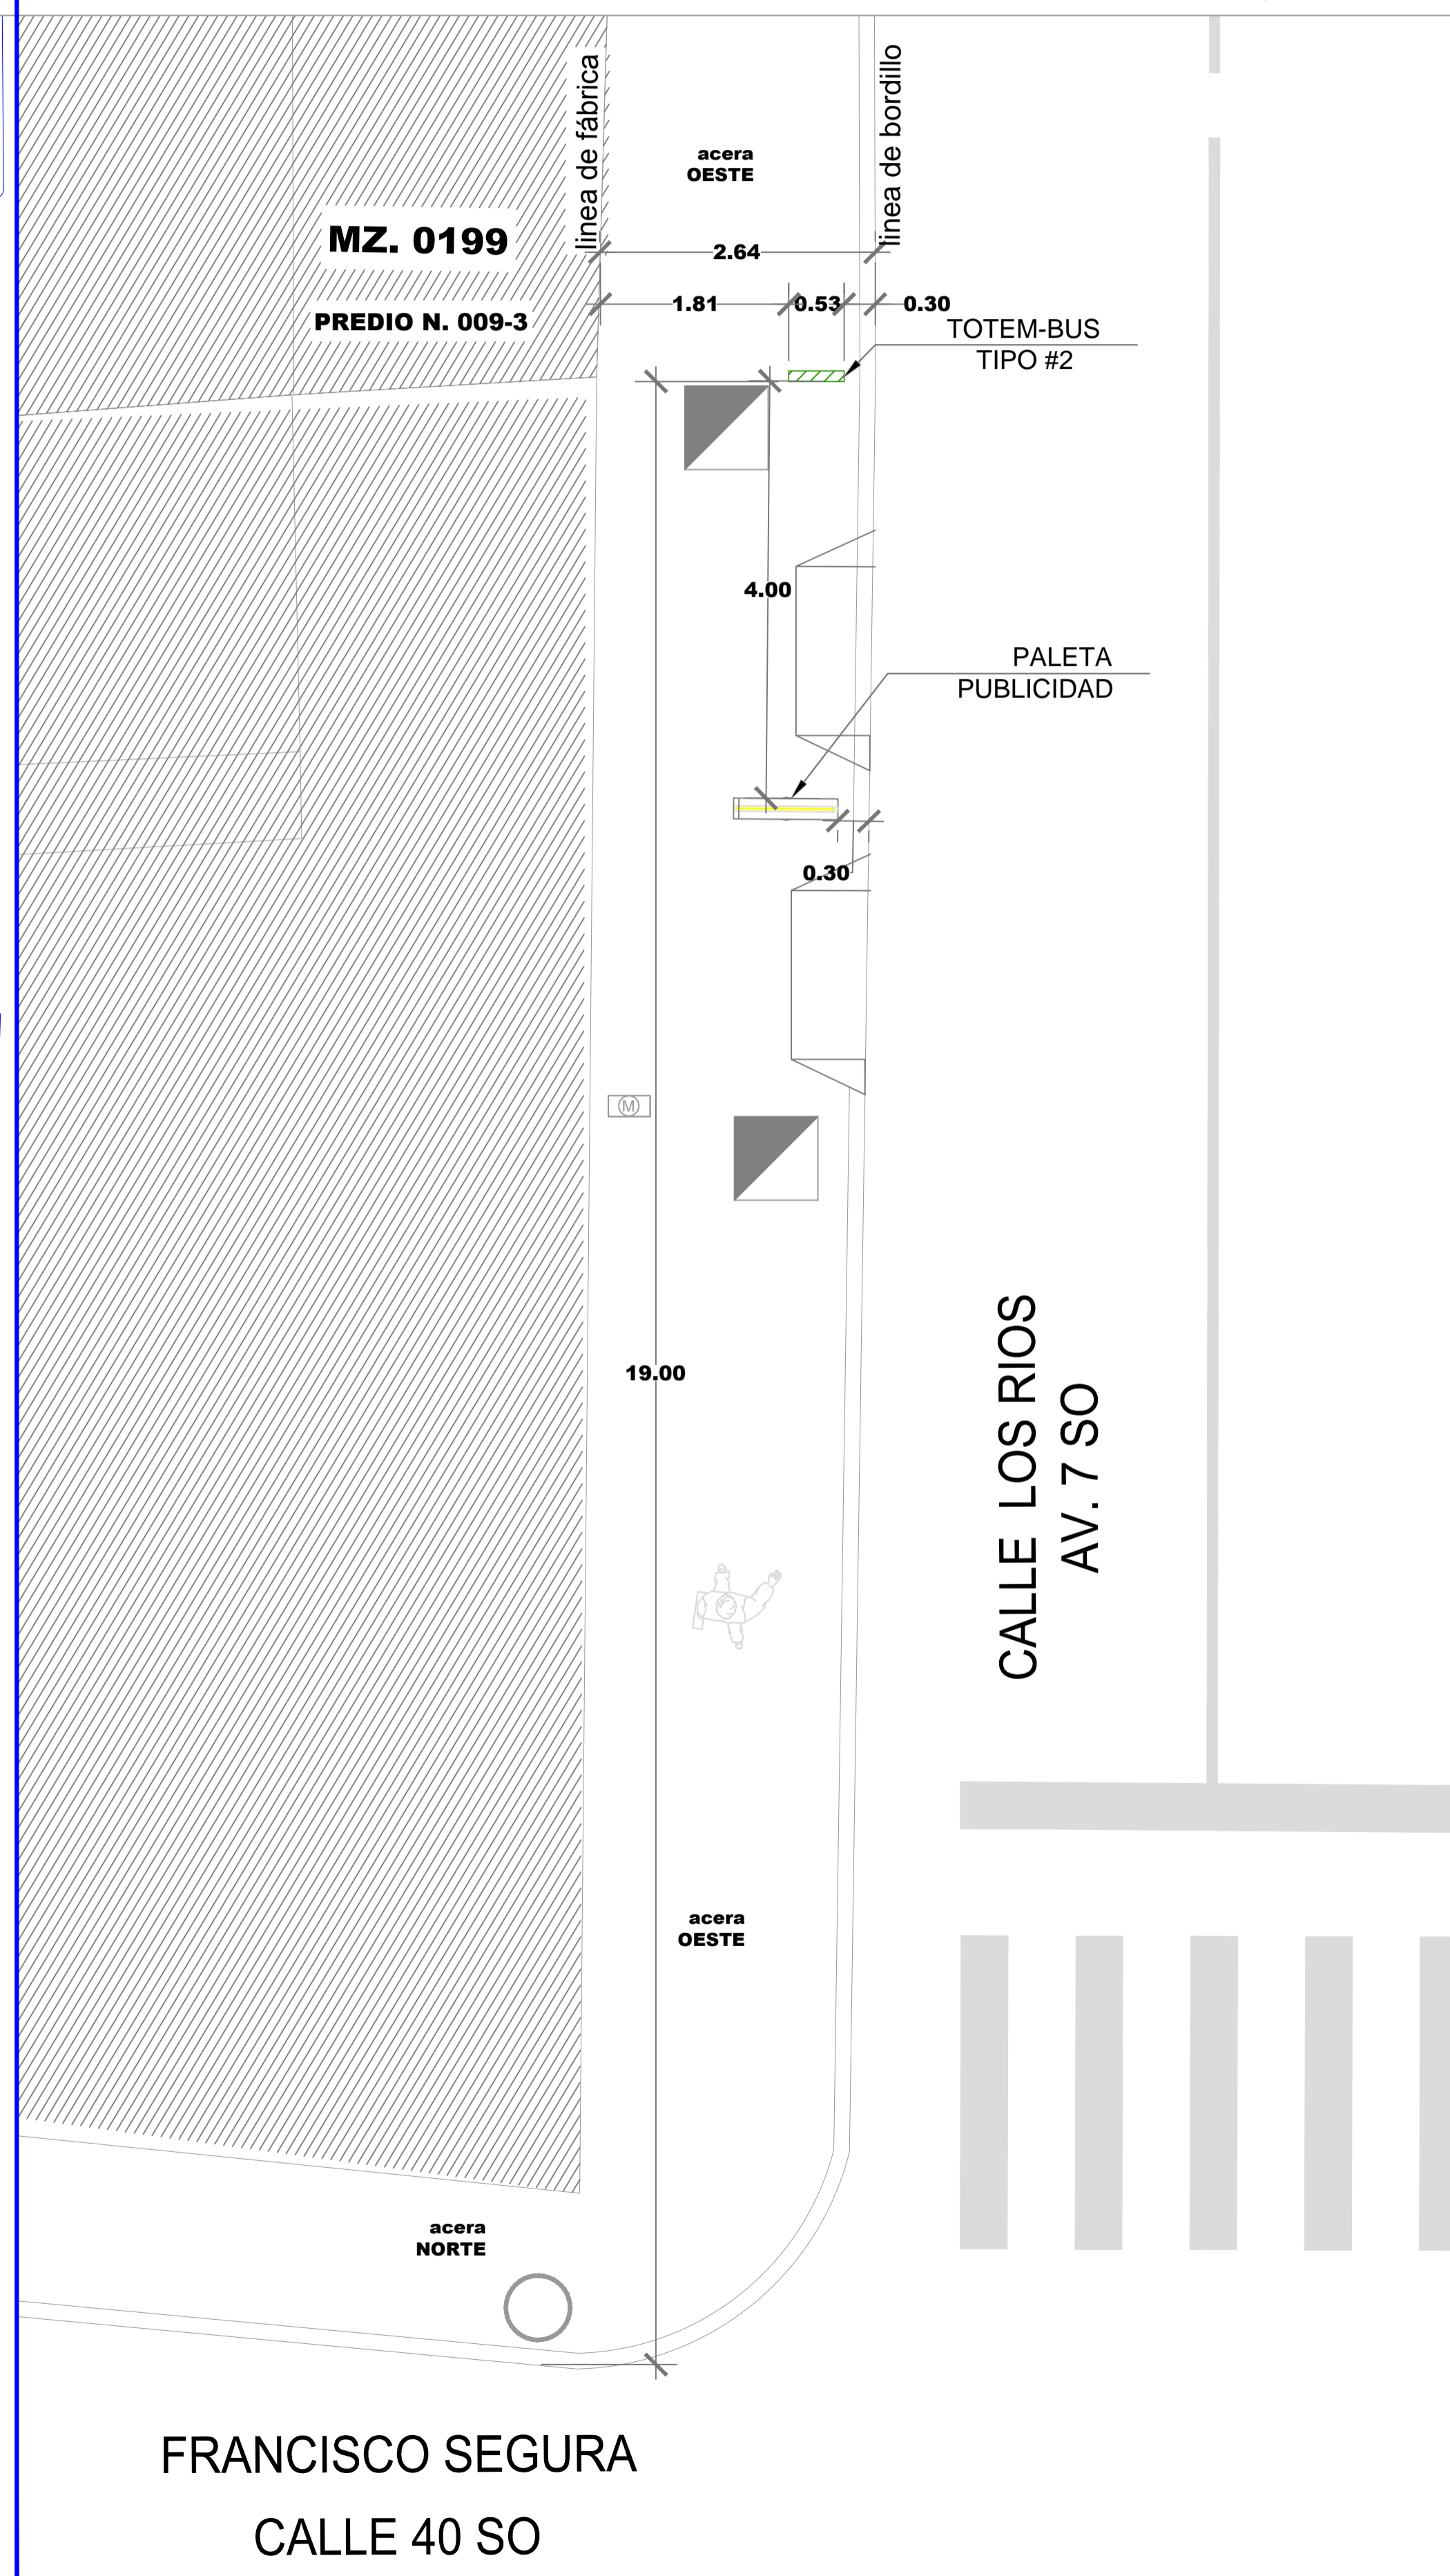 linea de fábrica
linea de bordillo
acera
OESTE
MZ. 0199
2.64
1.81
0.53
0.30
PREDIO N. 009-3
TOTEM-BUS
TIPO #2
4.00
PALETA
PUBLICIDAD
0.30
M
19.00
CALLE LOS RIOS
AV. 7 SO
acera
OESTE
acera
NORTE
FRANCISCO SEGURA
CALLE 40 SO